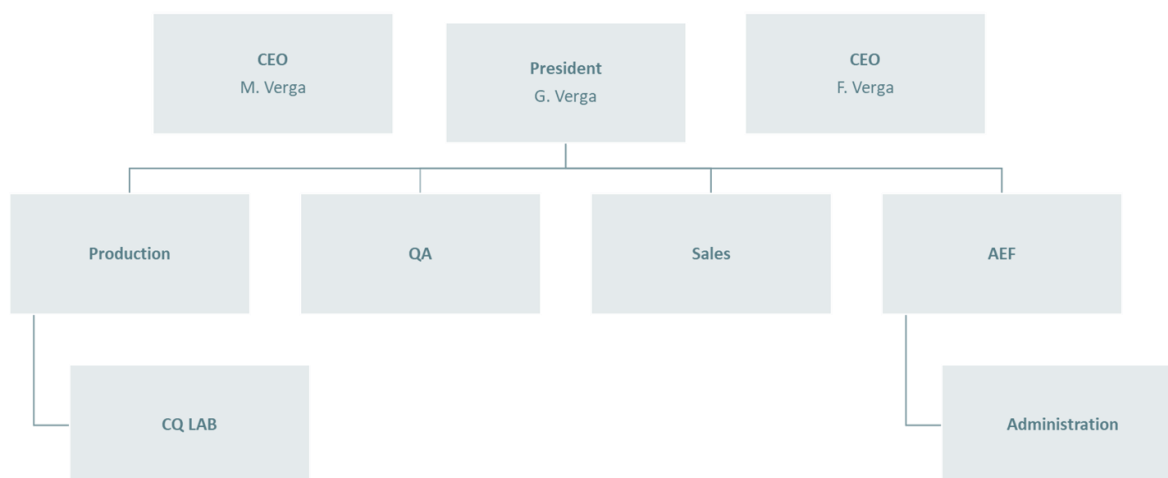 CEO
M. Verga
President
G. Verga
CEO
F. Verga
Production
QA
Sales
AEF
CQ LAB
Administration